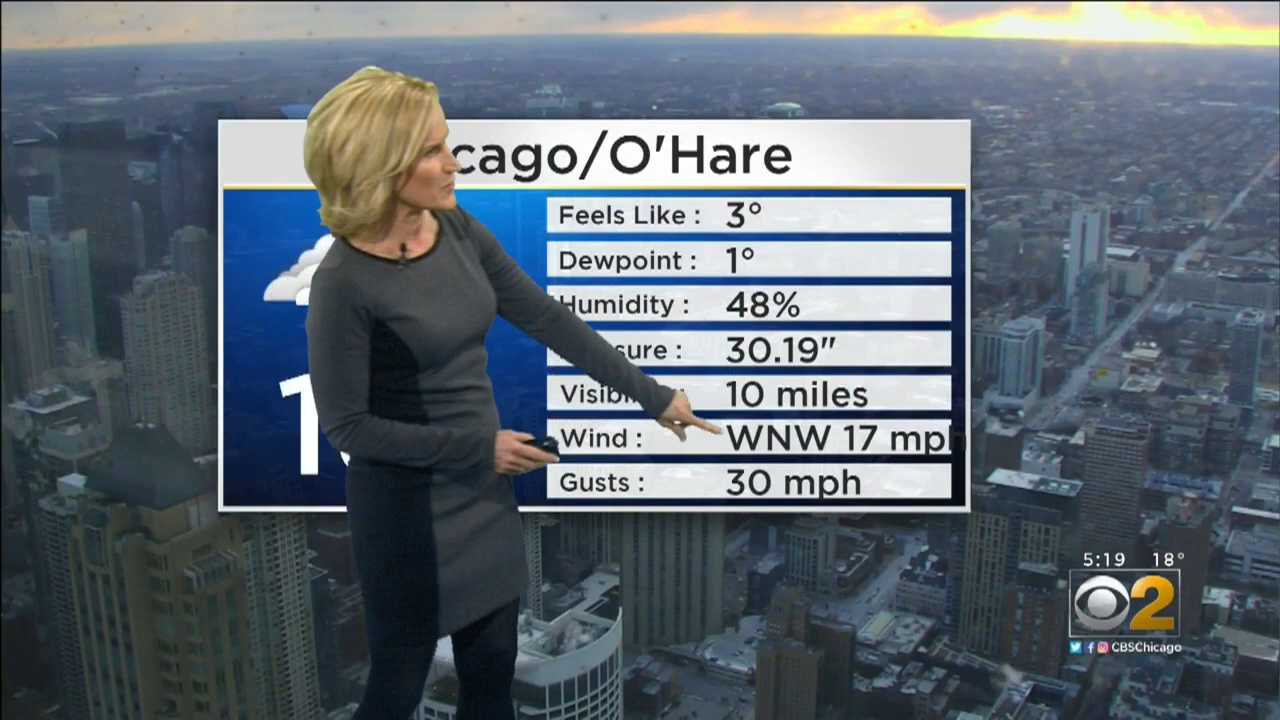 cago/O'Hare
Feels Like : 3°
Dewpoint : 1°
Humidity : 48%
sure : 30.19"
10 miles
Wind : WNW 17 mph
Gusts : 30 mph
5:19 18°
2
CBSChicago